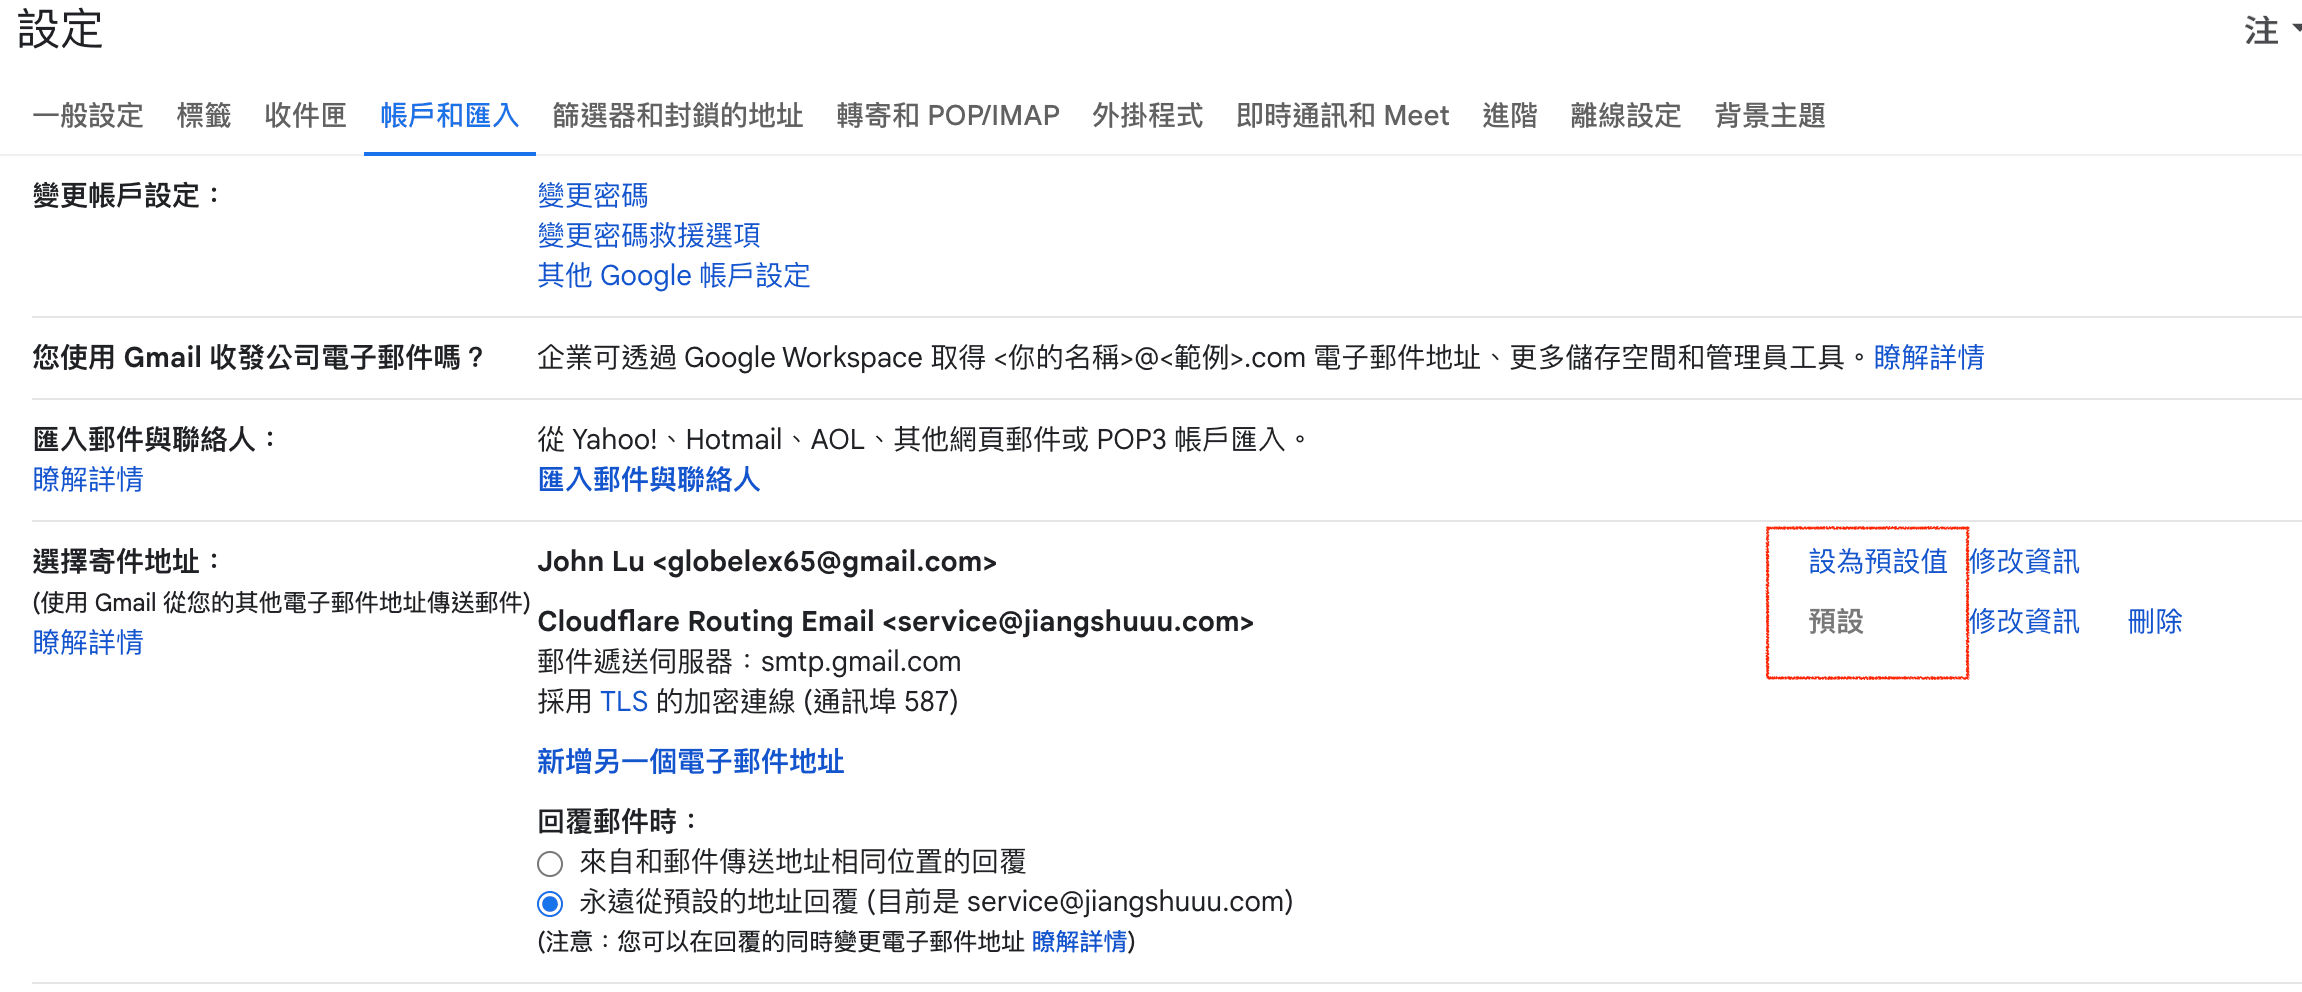 設定
注
一般設定 標籤 收件匣 帳戶和匯入 篩選器和封鎖的地址 轉寄和 POP/IMAP 外掛程式 即時通訊和 Meet 進階 離線設定 背景主題
變更帳戶設定： 變更密碼
變更密碼救援選項
其他 Google 帳戶設定
您使用 Gmail 收發公司電子郵件嗎？ 企業可透過 Google Workspace 取得 <你的名稱>@<範例>.com 電子郵件地址、更多儲存空間和管理員工具。瞭解詳情
匯入郵件與聯絡人： 從 Yahoo!、Hotmail、AOL、其他網頁郵件或 POP3 帳戶匯入。
瞭解詳情 匯入郵件與聯絡人
選擇寄件地址： John Lu <globelex65@gmail.com> 設為預設值 修改資訊
(使用 Gmail 從您的其他電子郵件地址傳送郵件)
瞭解詳情
Cloudflare Routing Email <service@jiangshuuu.com> 預設 修改資訊 刪除
郵件遞送伺服器：smtp.gmail.com
採用 TLS 的加密連線 (通訊埠 587)
新增另一個電子郵件地址
回覆郵件時：
來自和郵件傳送地址相同位置的回覆
永遠從預設的地址回覆 (目前是 service@jiangshuuu.com)
(注意：您可以在回覆的同時變更電子郵件地址 瞭解詳情)